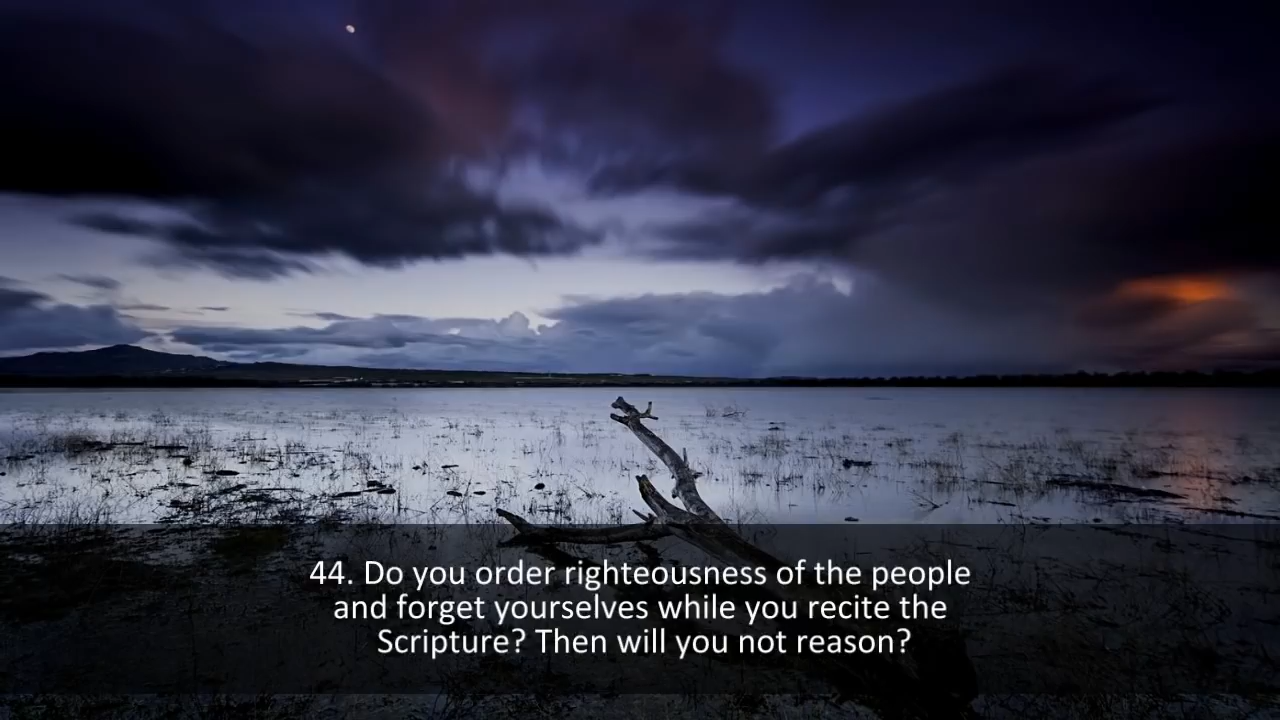 44. Do you order righteousness of the people
and forget yourselves while you recite the
Scripture? Then will you not reason?